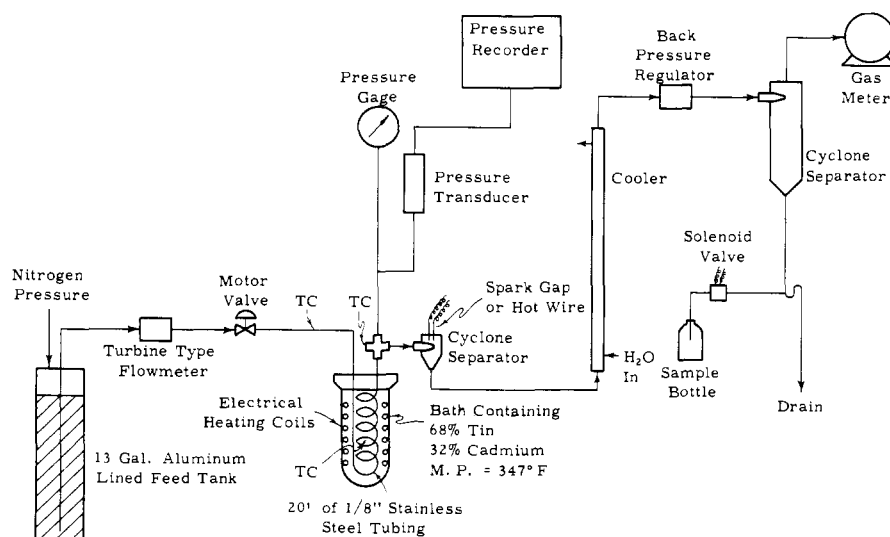 Pressure
Recorder
Back
Pressure
Regulator
Gas
Meter
Pressure
Gage
Pressure
Transducer
Cooler
Cyclone
Separator
Solenoid
Valve
Nitrogen
Pressure
Motor
Valve
TC
TC
Spark Gap
or Hot Wire
Turbine Type
Flowmeter
Cyclone
Separator
H₂O
In
Sample
Bottle
Drain
Electrical
Heating Coils
Bath Containing
68% Tin
32% Cadmium
M. P. = 347° F
13 Gal. Aluminum
Lined Feed Tank
TC
20' of 1/8" Stainless
Steel Tubing